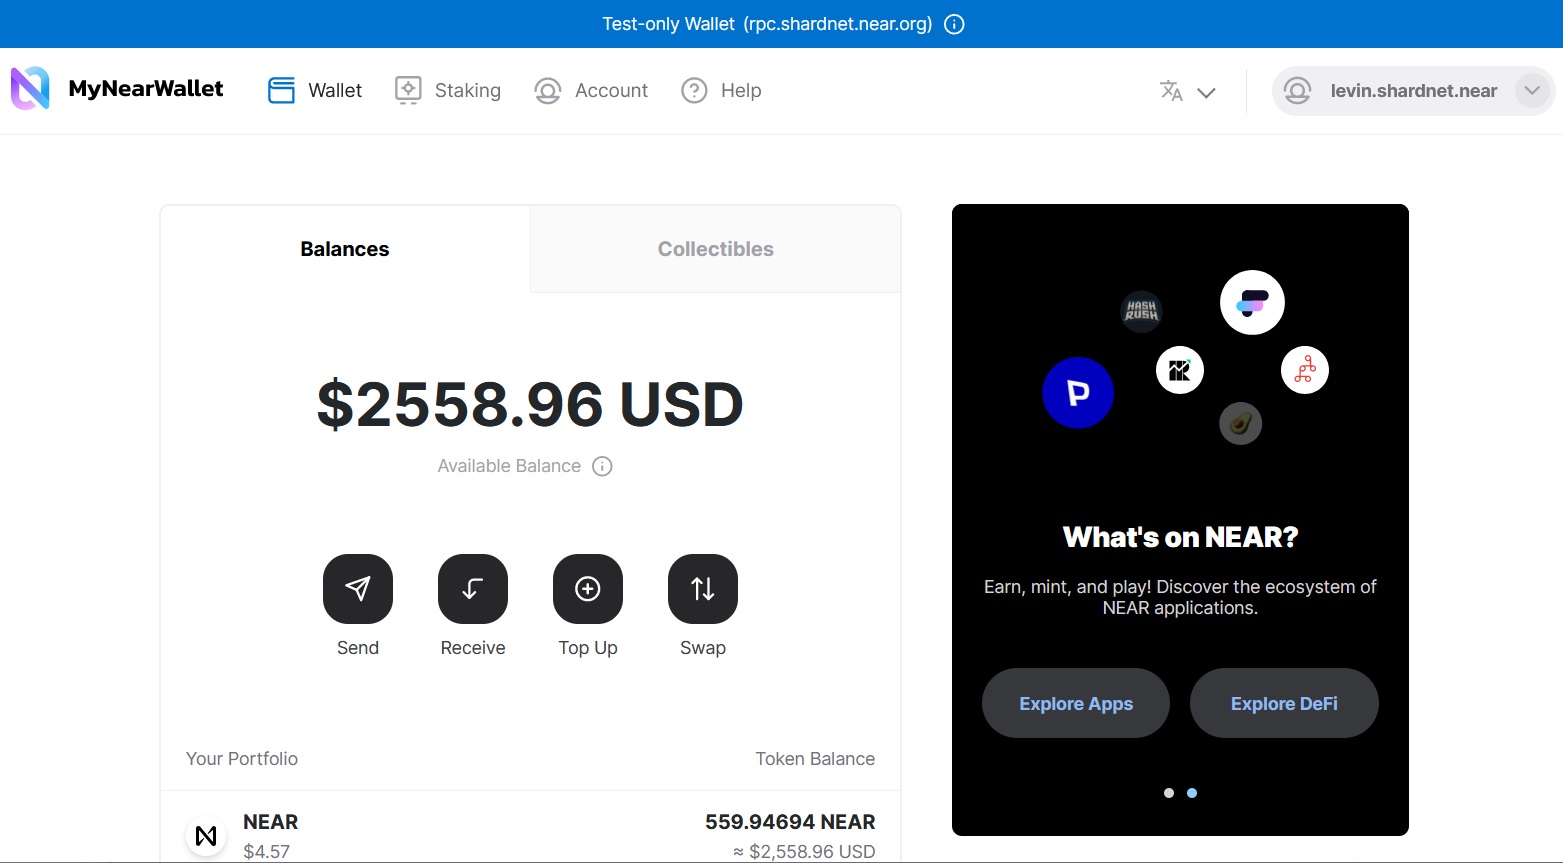 Test-only Wallet (rpc.shardnet.near.org)
MyNearWallet
Wallet
Staking
Account
Help
levin.shardnet.near
Balances
Collectibles
$2558.96 USD
Available Balance
Send
Receive
Top Up
Swap
Your Portfolio
Token Balance
NEAR
559.94694 NEAR
$4.57
≈ $2,558.96 USD
HASH
RUSH
What's on NEAR?
Earn, mint, and play! Discover the ecosystem of
NEAR applications.
Explore Apps
Explore DeFi